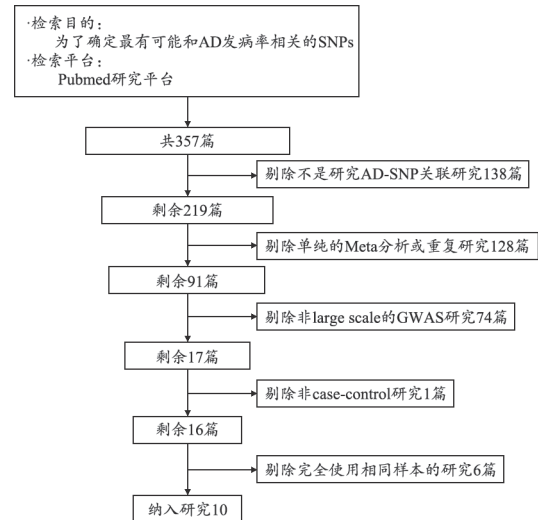 ·检索目的：
为了确定最有可能和AD发病率相关的SNPs
·检索平台：
Pubmed研究平台
共357篇
剔除不是研究AD-SNP关联研究138篇
剩余219篇
剔除单纯的Meta分析或重复研究128篇
剩余91篇
剔除非large scale的GWAS研究74篇
剩余17篇
剔除非case-control研究1篇
剩余16篇
剔除完全使用相同样本的研究6篇
纳入研究10